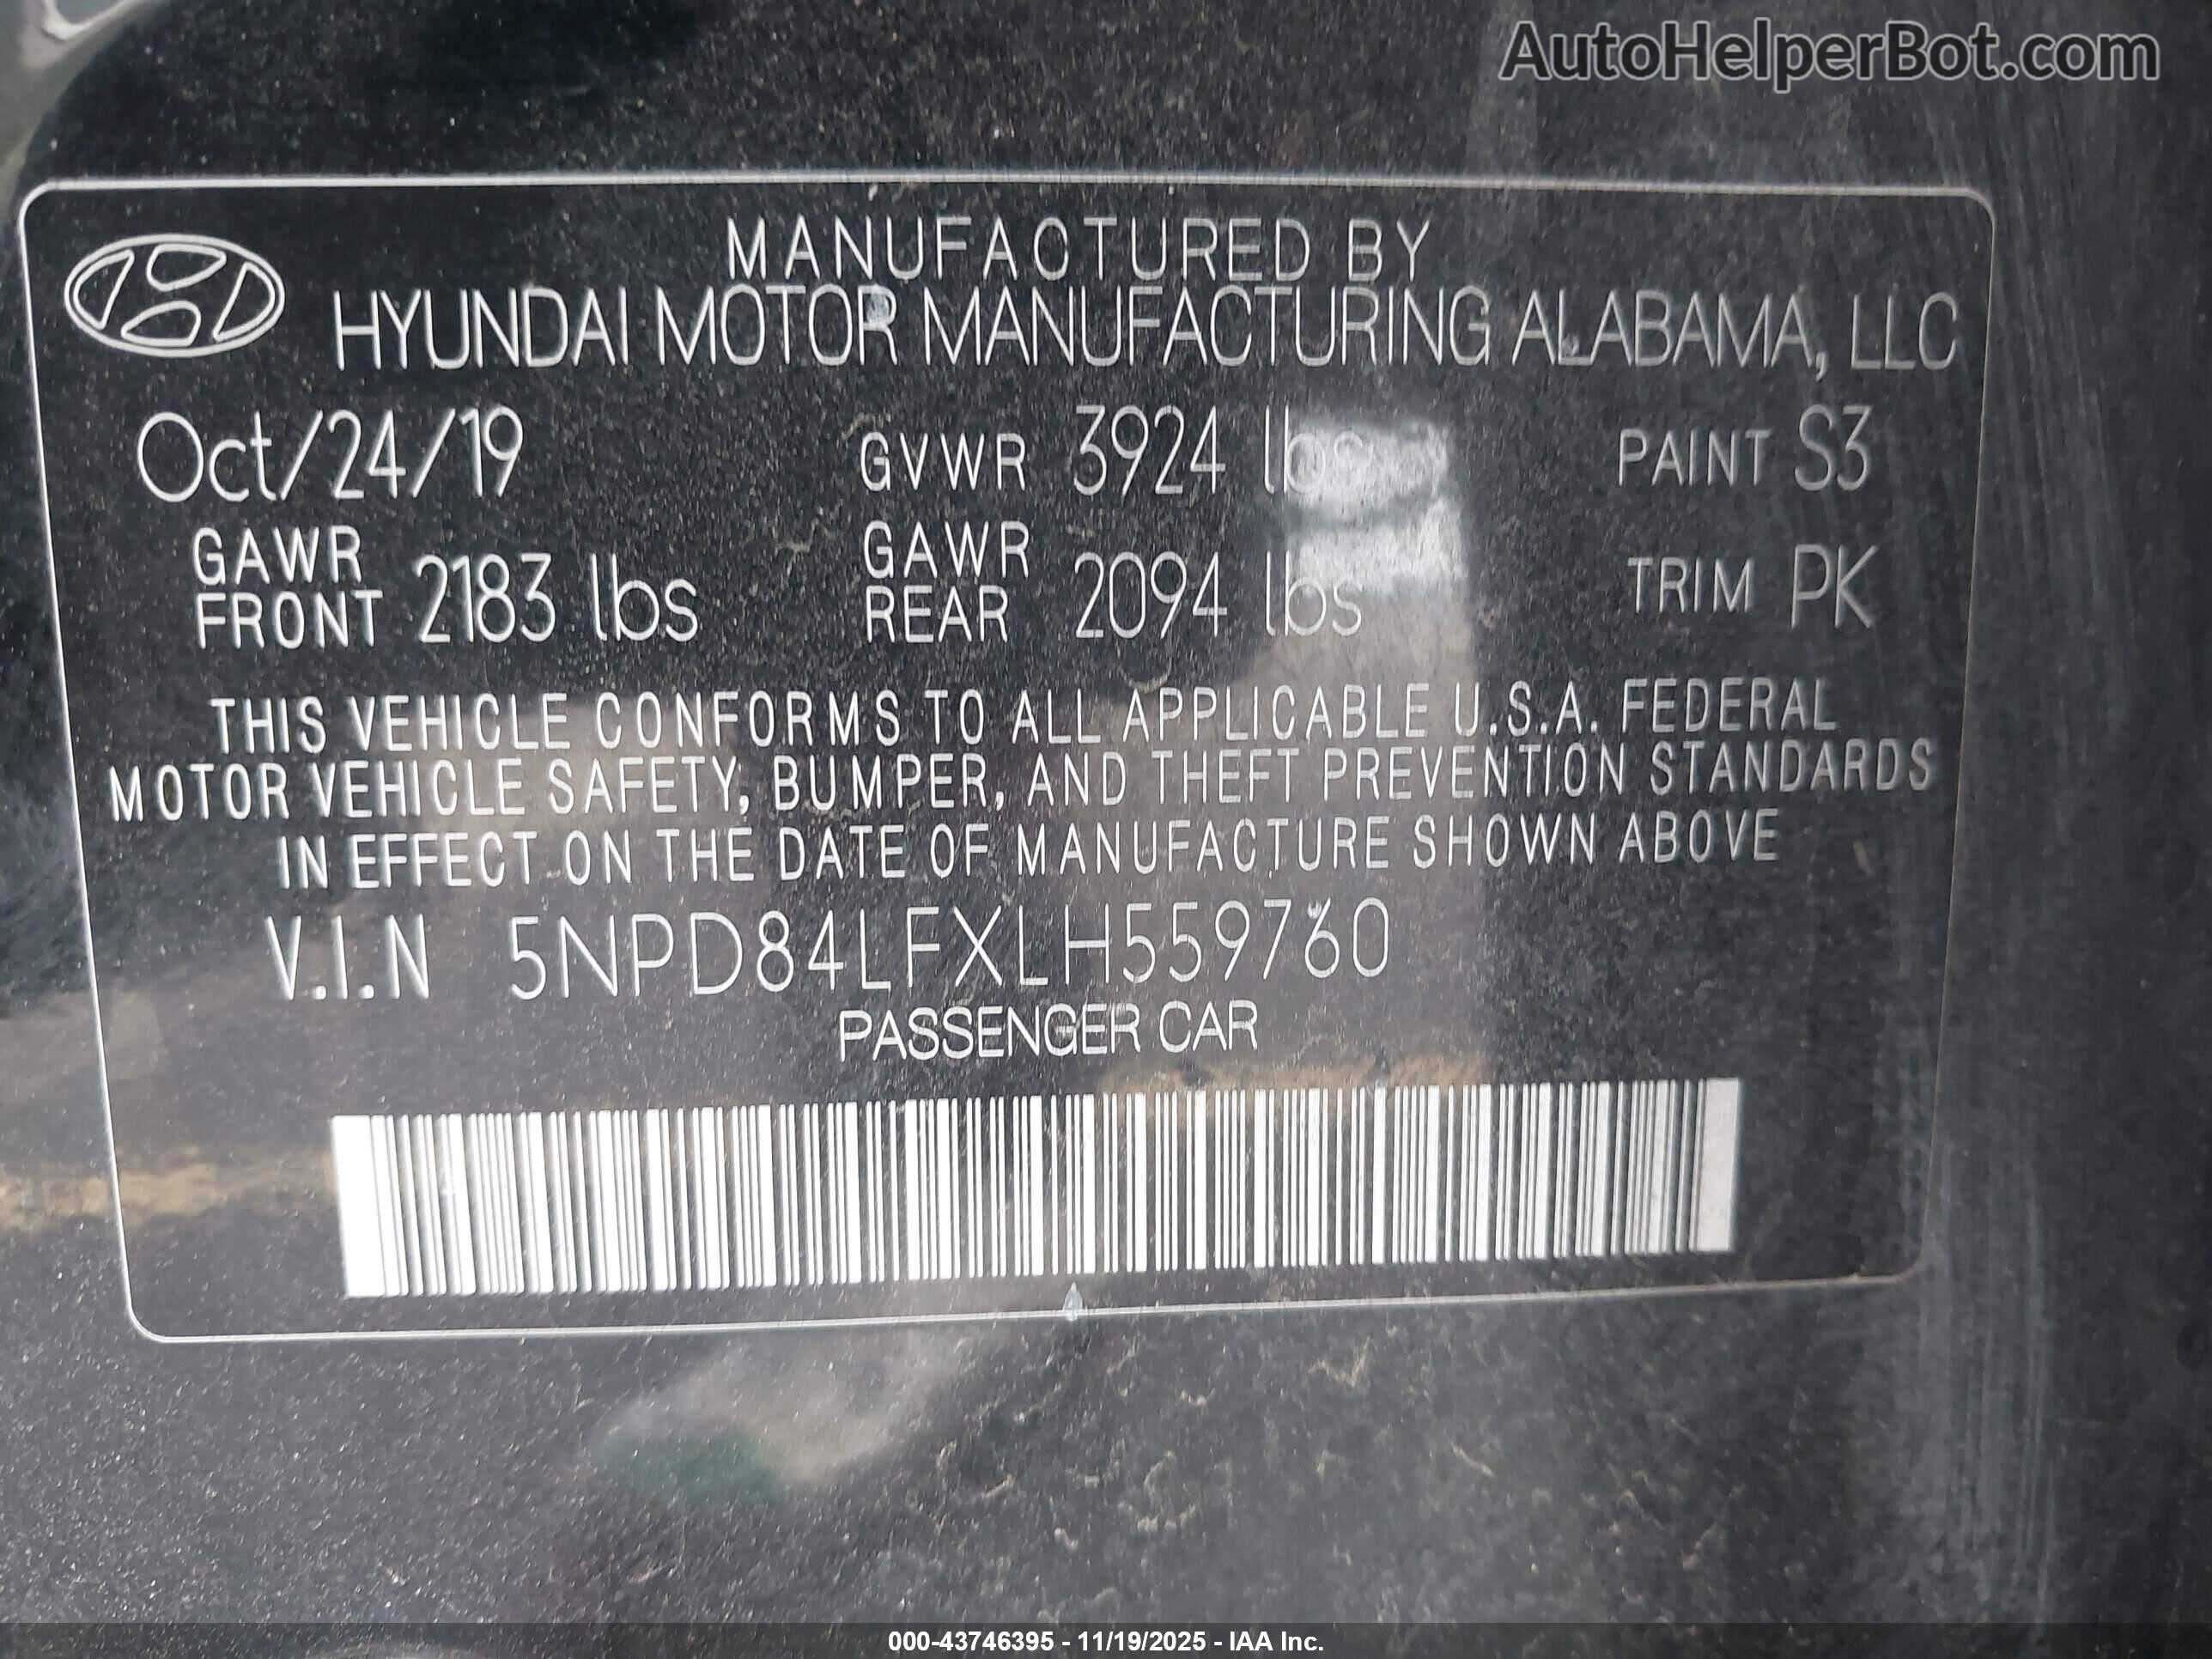 AutoHelperBot.com
MANUFACTURED BY
HYUNDAI MOTOR MANUFACTURING ALABAMA, LLC
Oct/24/19 GVWR 3924 lbs PAINT S3
GAWR FRONT 2183 lbs GAWR REAR 2094 lbs TRIM PK
THIS VEHICLE CONFORMS TO ALL APPLICABLE U.S.A. FEDERAL
MOTOR VEHICLE SAFETY, BUMPER, AND THEFT PREVENTION STANDARDS
IN EFFECT ON THE DATE OF MANUFACTURE SHOWN ABOVE
V.I.N 5NPD84LFXLH559760
PASSENGER CAR
000-43746395 - 11/19/2025 - IAA Inc.